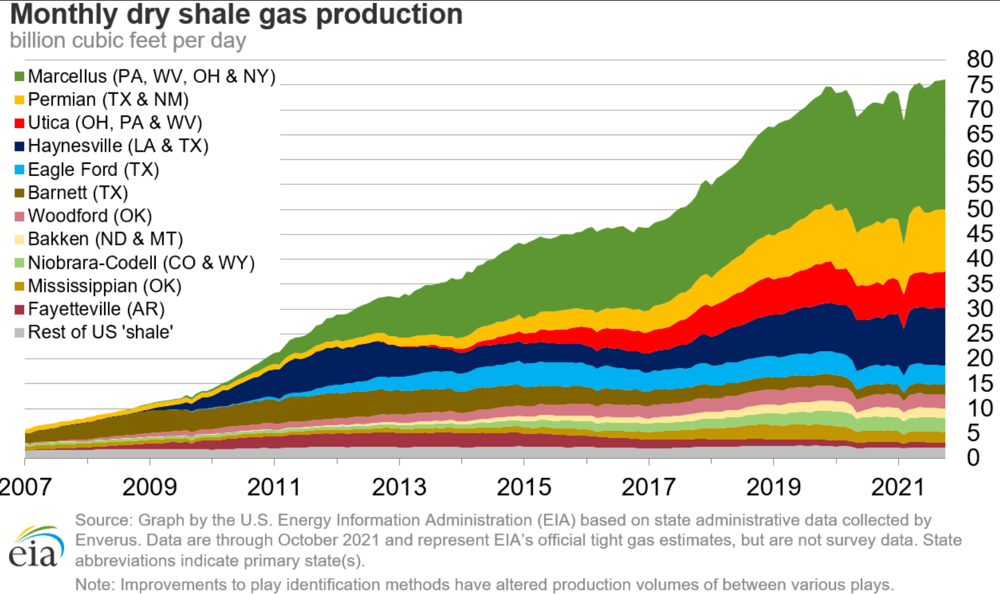 Monthly dry shale gas production
billion cubic feet per day
Marcellus (PA, WV, OH & NY)
Permian (TX & NM)
Utica (OH, PA & WV)
Haynesville (LA & TX)
Eagle Ford (TX)
Barnett (TX)
Woodford (OK)
Bakken (ND & MT)
Niobrara-Codell (CO & WY)
Mississippian (OK)
Fayetteville (AR)
Rest of US 'shale'
80
75
70
65
60
55
50
45
40
35
30
25
20
15
10
5
0
2007 2009 2011 2013 2015 2017 2019 2021
eia
Source: Graph by the U.S. Energy Information Administration (EIA) based on state administrative data collected by
Enverus. Data are through October 2021 and represent EIA's official tight gas estimates, but are not survey data. State
abbreviations indicate primary state(s).
Note: Improvements to play identification methods have altered production volumes of between various plays.